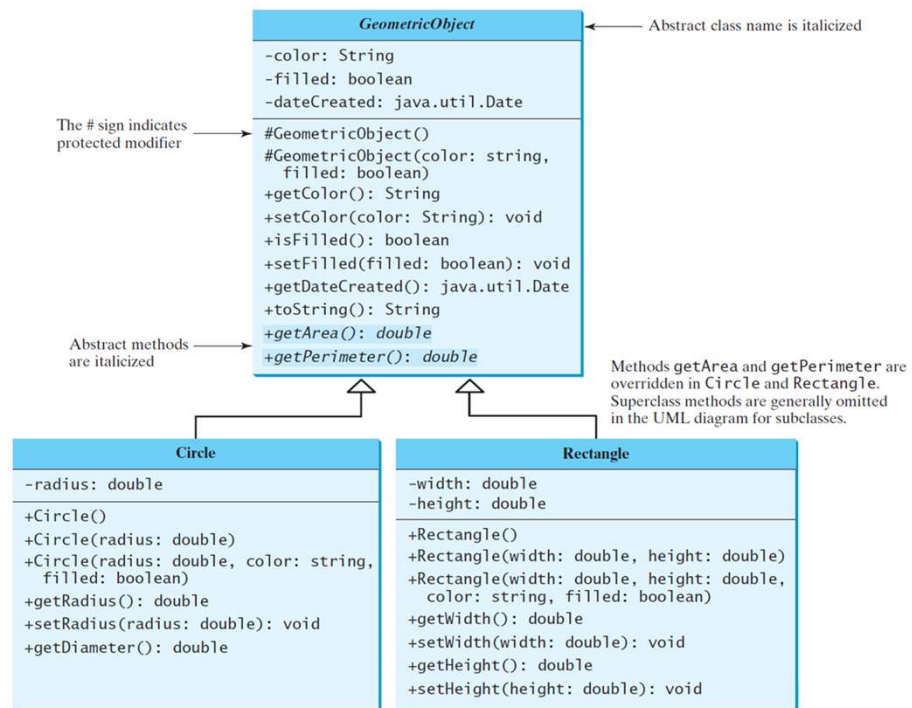 GeometricObject
Abstract class name is italicized
-color: String
-filled: boolean
-dateCreated: java.util.Date
The # sign indicates
protected modifier
#GeometricObject()
#GeometricObject(color: string,
filled: boolean)
+getColor(): String
+setColor(color: String): void
+isFilled(): boolean
+setFilled(filled: boolean): void
+getDateCreated(): java.util.Date
+toString(): String
+getArea(): double
+getPerimeter(): double
Abstract methods
are italicized
Methods getArea and getPerimeter are
overridden in Circle and Rectangle.
Superclass methods are generally omitted
in the UML diagram for subclasses.
Circle
-radius: double
+Circle()
+Circle(radius: double)
+Circle(radius: double, color: string,
filled: boolean)
+getRadius(): double
+setRadius(radius: double): void
+getDiameter(): double
Rectangle
-width: double
-height: double
+Rectangle()
+Rectangle(width: double, height: double)
+Rectangle(width: double, height: double,
color: string, filled: boolean)
+getWidth(): double
+setWidth(width: double): void
+getHeight(): double
+setHeight(height: double): void